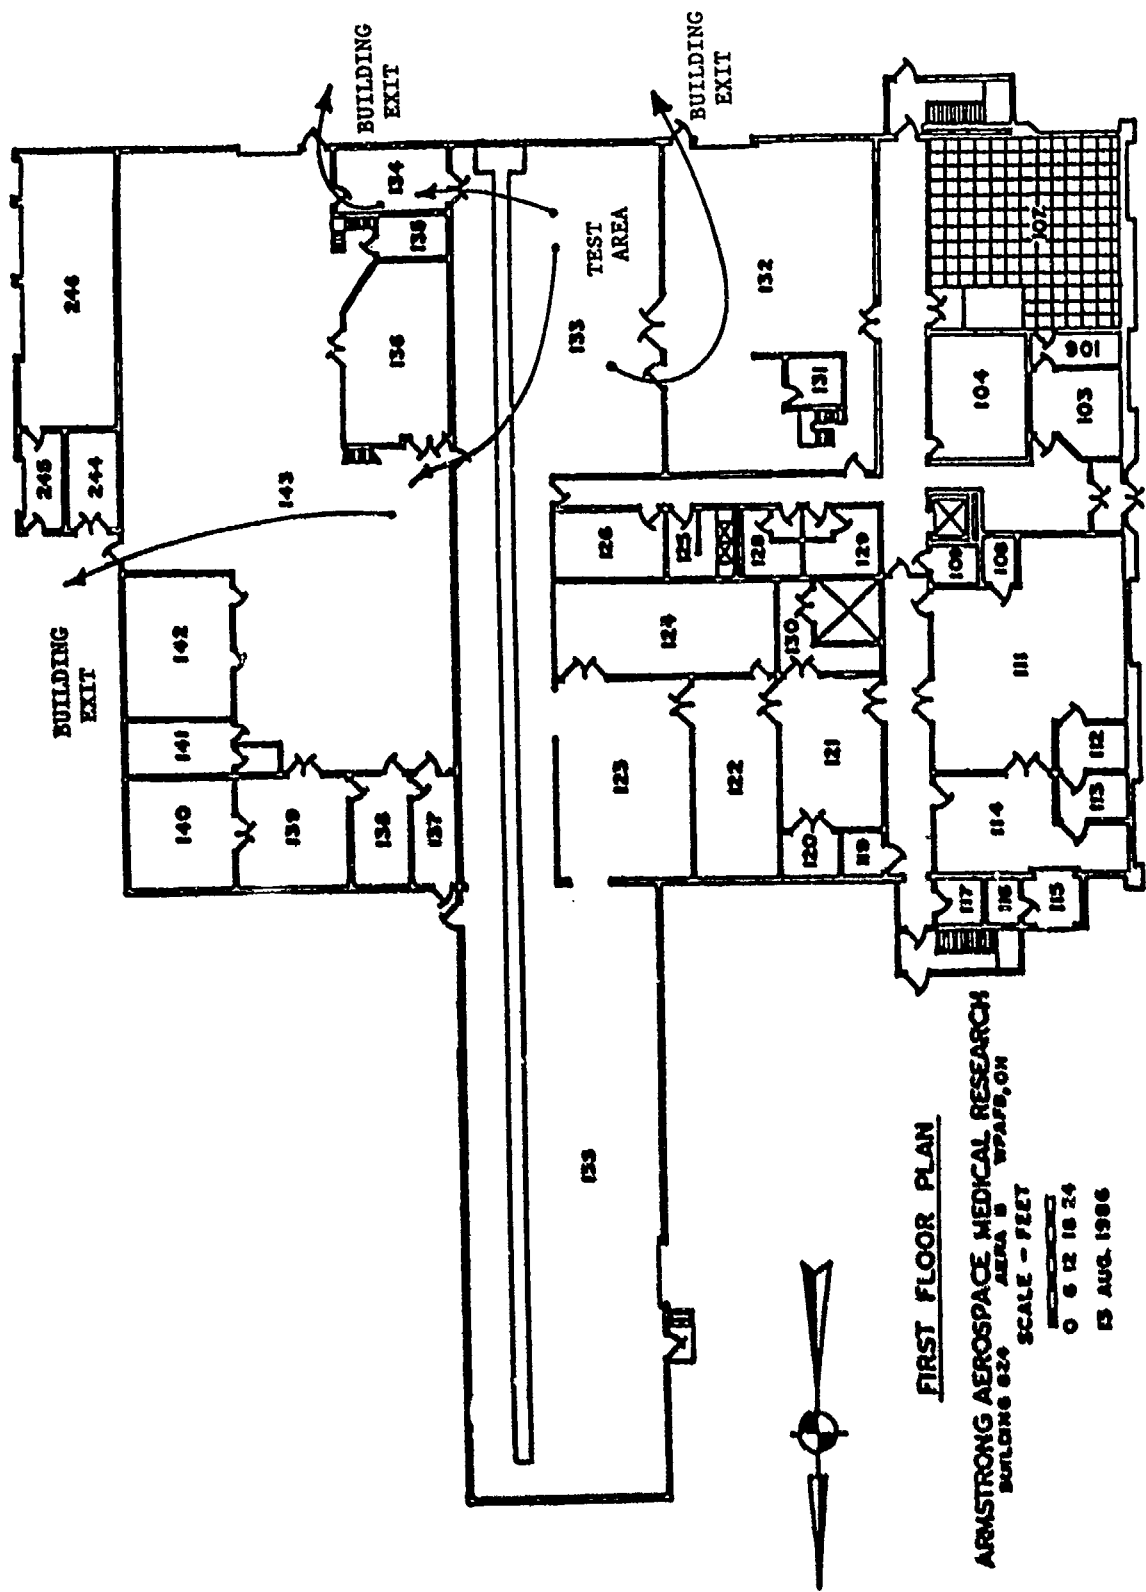 246
245
244
BUILDING
EXIT
140
141
142
143
139
138
137
136
135
134
BUILDING
EXIT
133
TEST
AREA
133
BUILDING
EXIT
126
125
128
129
124
130
123
122
121
120
119
132
131
109
108
104
107
106
103
111
112
113
114
117
116
115
FIRST FLOOR PLAN
ARMSTRONG AEROSPACE MEDICAL RESEARCH
BUILDING 824 AREA B WPAFB, OH
SCALE - FEET
0 6 12 18 24
13 AUG. 1986